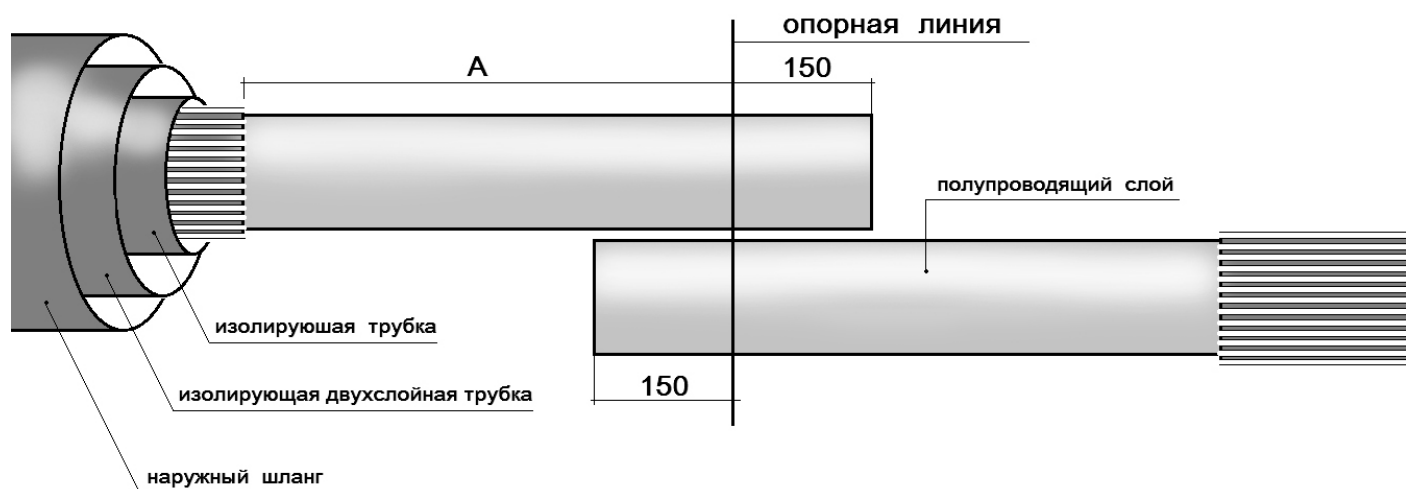 опорная линия
А
150
полупроводящий слой
изолируюшая трубка
150
изолирующая двухслойная трубка
наружный шланг